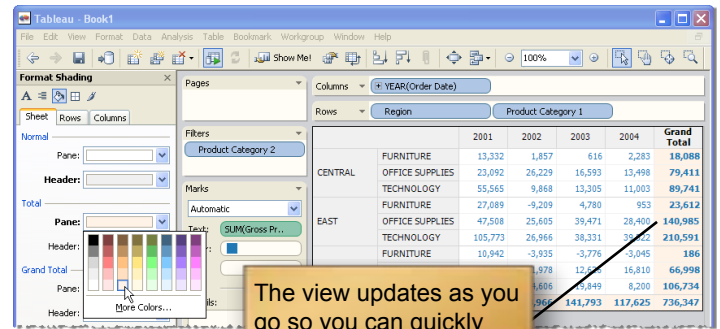 Tableau - Book1
File Edit View Format Data Analysis Table Bookmark Workgroup Window Help
Show Me! 100%
Format Shading
Sheet Rows Columns
Normal
Pane:
Header:
Total
Pane:
Header:
Grand Total
Pane:
Header:
More Colors...
Pages
Filters
Product Category 2
Marks
Automatic
Text: SUM(Gross Pr..
Columns YEAR(Order Date)
Rows Region Product Category 1
2001 2002 2003 2004 Grand Total
CENTRAL FURNITURE 13,332 1,857 616 2,283 18,088
OFFICE SUPPLIES 23,092 26,229 16,593 13,498 79,411
TECHNOLOGY 55,565 9,868 13,305 11,003 89,741
EAST FURNITURE 27,089 -9,209 4,780 953 23,612
OFFICE SUPPLIES 47,508 25,605 39,471 28,400 140,985
TECHNOLOGY 105,773 26,966 38,331 210,591
FURNITURE 10,942 -3,935 -3,776 -3,045 186
16,810 66,998
8,200 106,734
141,793 117,625 736,347
The view updates as you
go so you can quickly